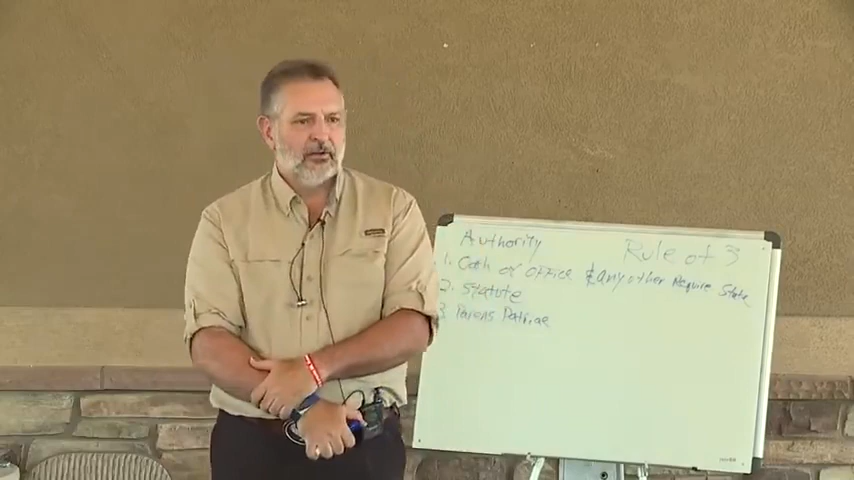 Authority
Rule of 3
1. Oath of Office & Any other Require State
2. Statute
3 Parens Patriae